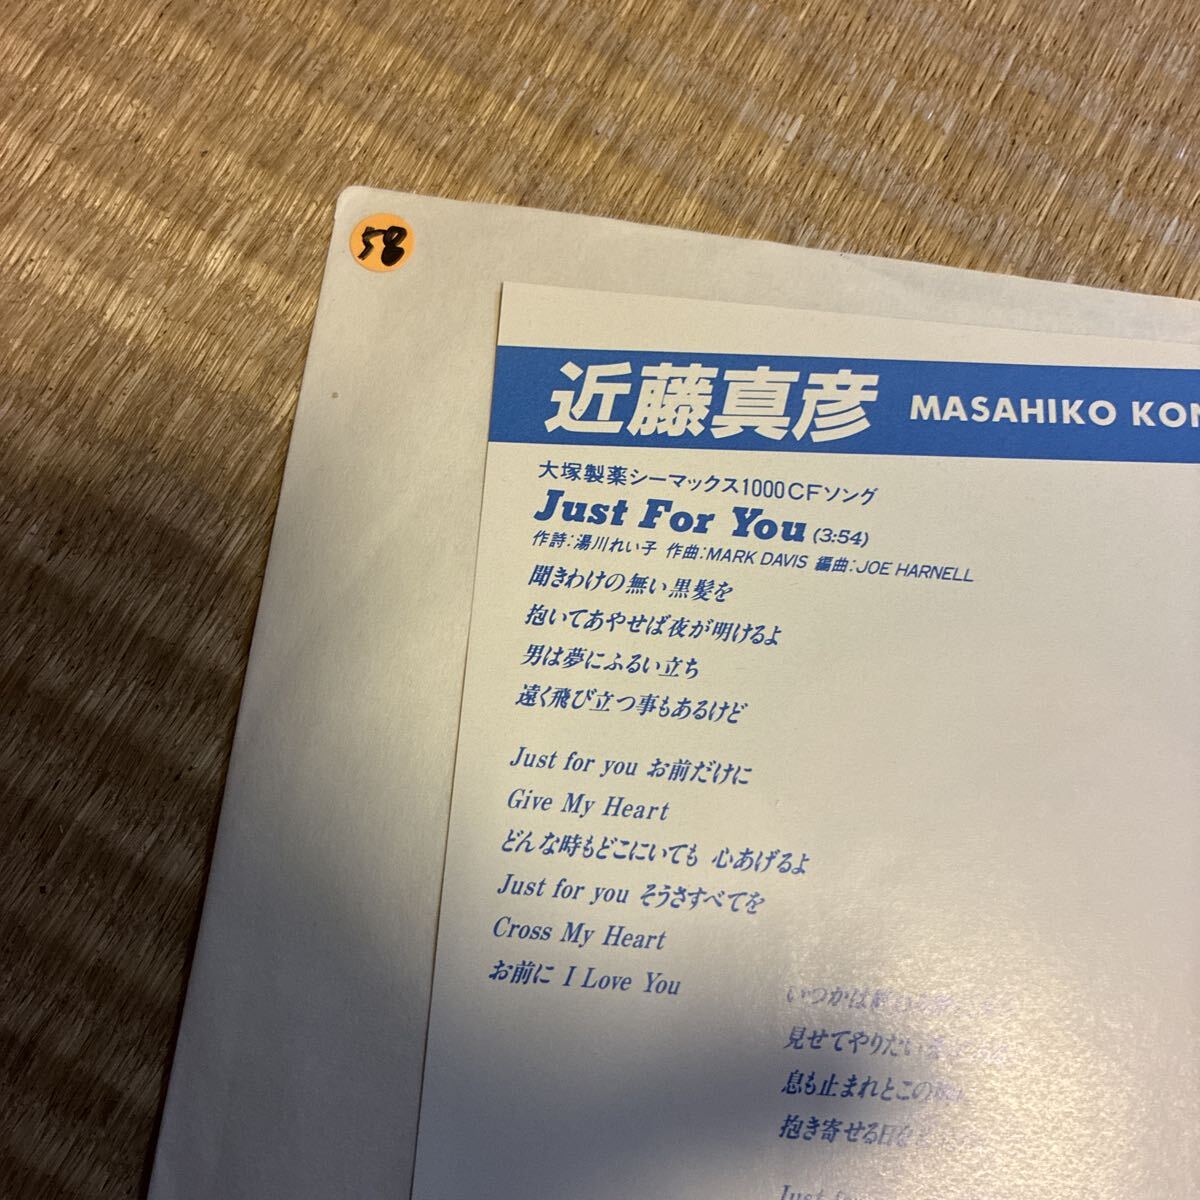 58
近藤真彦 MASAHIKO KON
大塚製薬シーマックス1000CFソング
Just For You (3:54)
作詩:湯川れい子 作曲:MARK DAVIS 編曲:JOE HARNELL
聞きわけの無い黒髪を
抱いてあやせば夜が明けるよ
男は夢にふるい立ち
遠く飛び立つ事もあるけど
Just for you お前だけに
Give My Heart
どんな時もどこにいても 心あげるよ
Just for you そうさすべてを
Cross My Heart
お前に I Love You
いつかは
見せてやりたい
息も止まれとこの
抱き寄せる日
Just for